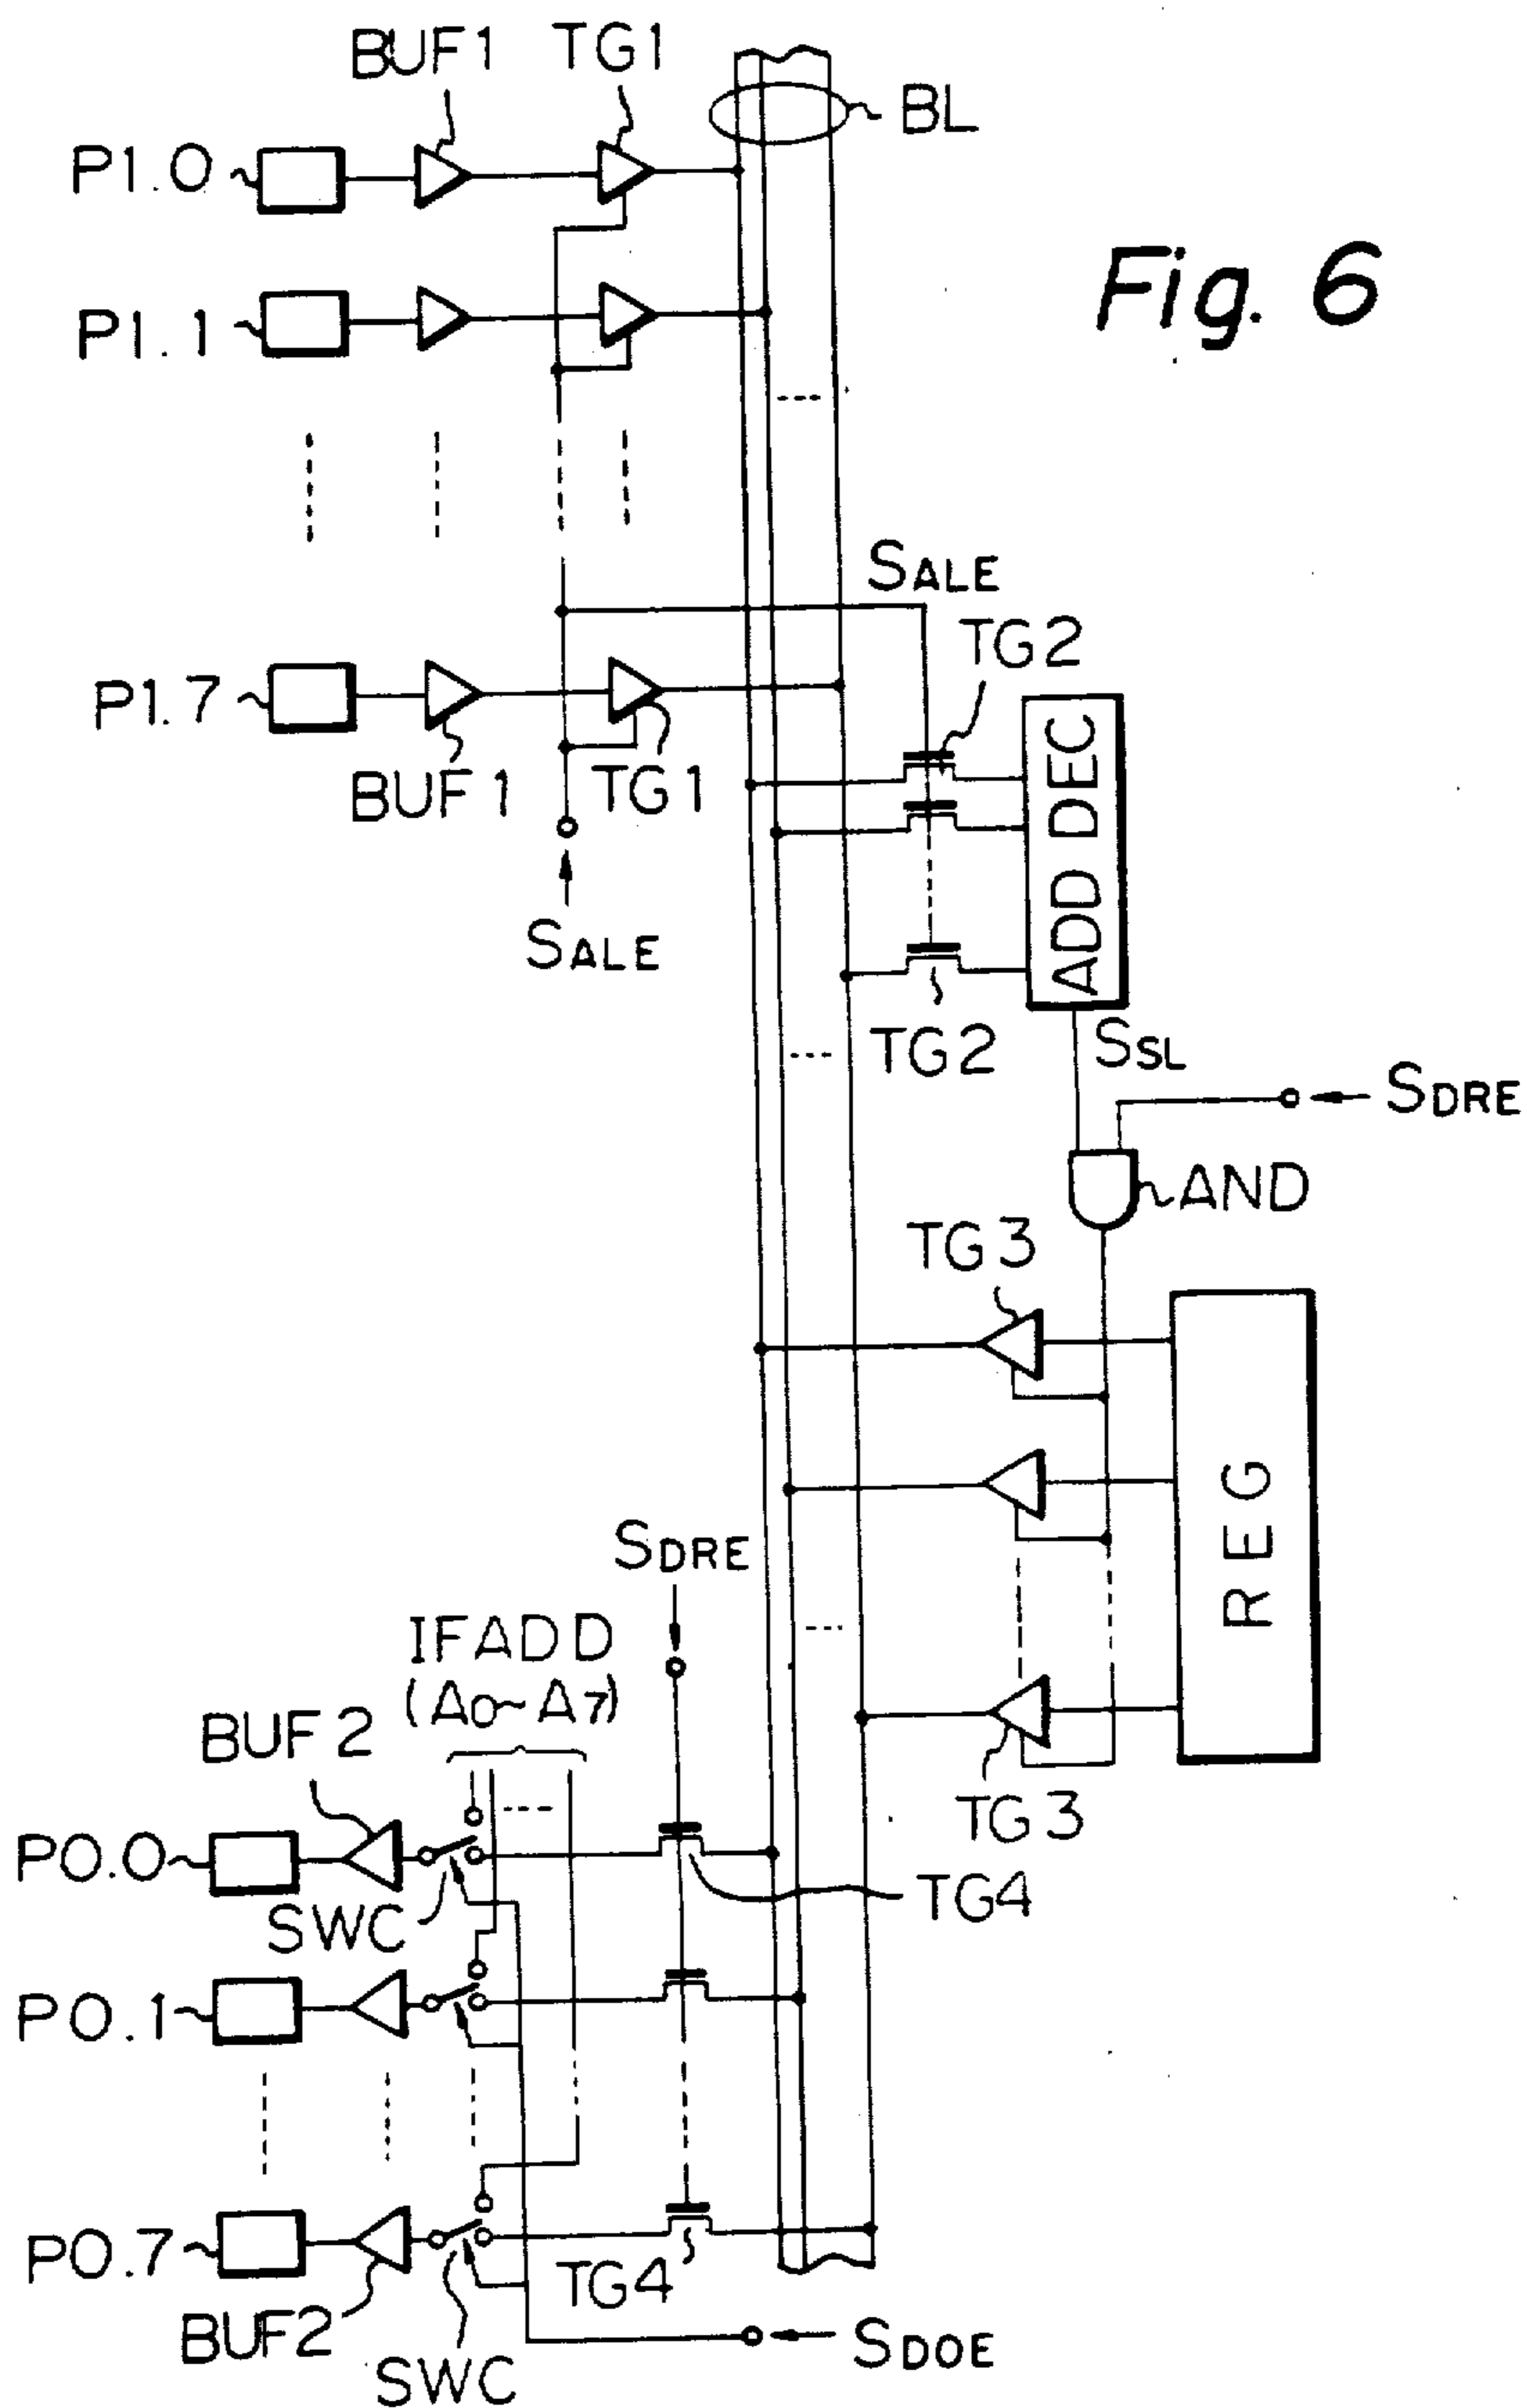 BUF1 TG1
BL
P1.0
Fig. 6
P1.1
SALE
TG2
P1.7
ADD DEC
BUF1 TG1
SALE
TG2
SSL
SDRE
AND
TG3
REG
SDRE
IFADD
(A0~A7)
BUF2
TG3
P0.0
TG4
SWC
P0.1
P0.7
TG4
BUF2
SWC
SDOE